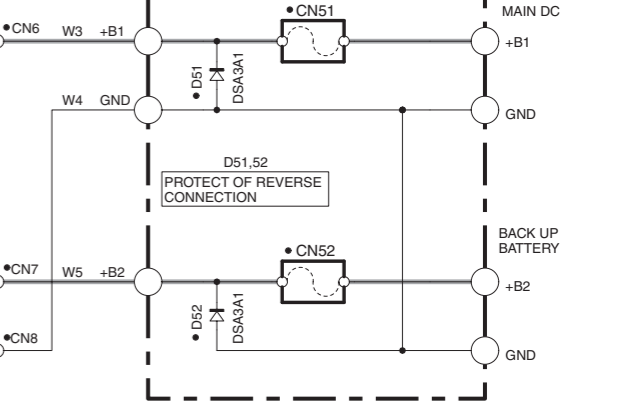 •CN51
MAIN DC
•CN6
W3
+B1
+B1
• D51
DSA3A1
W4
GND
GND
D51,52
PROTECT OF REVERSE
CONNECTION
BACK UP
BATTERY
• CN52
•CN7
W5
+B2
+B2
• D52
DSA3A1
•CN8
GND